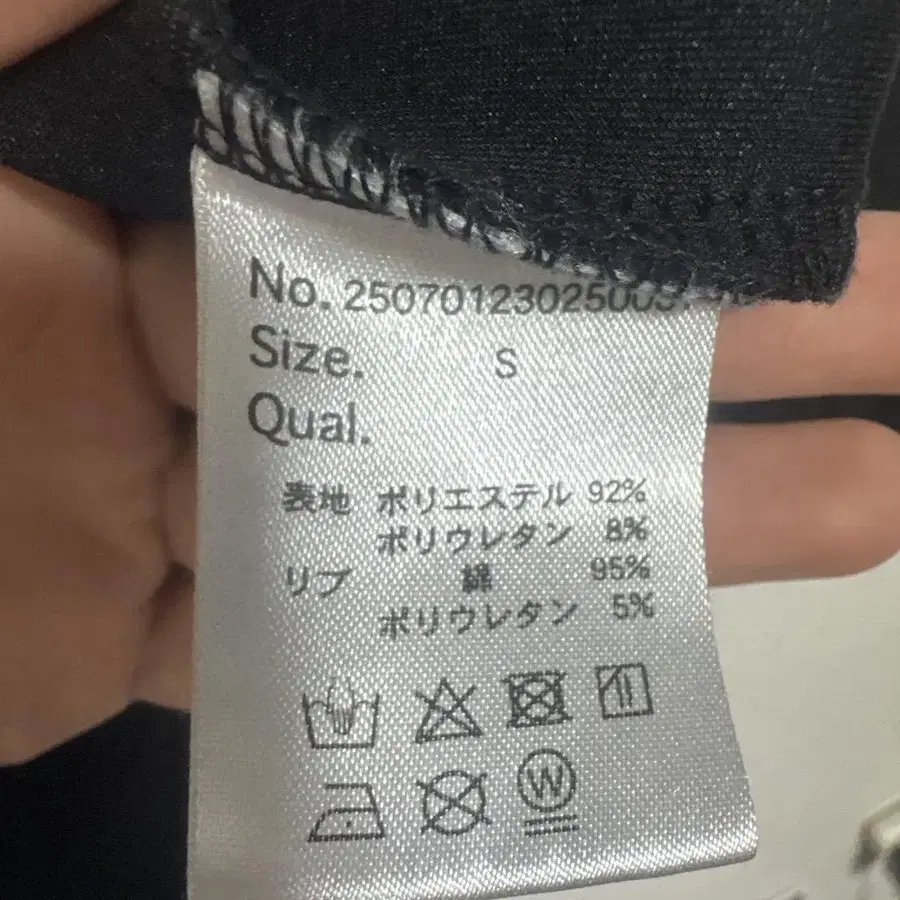 No.
Size. S
Qual.
表地 ポリエステル 92%
ポリウレタン 8%
リブ 綿 95%
ポリウレタン 5%
W